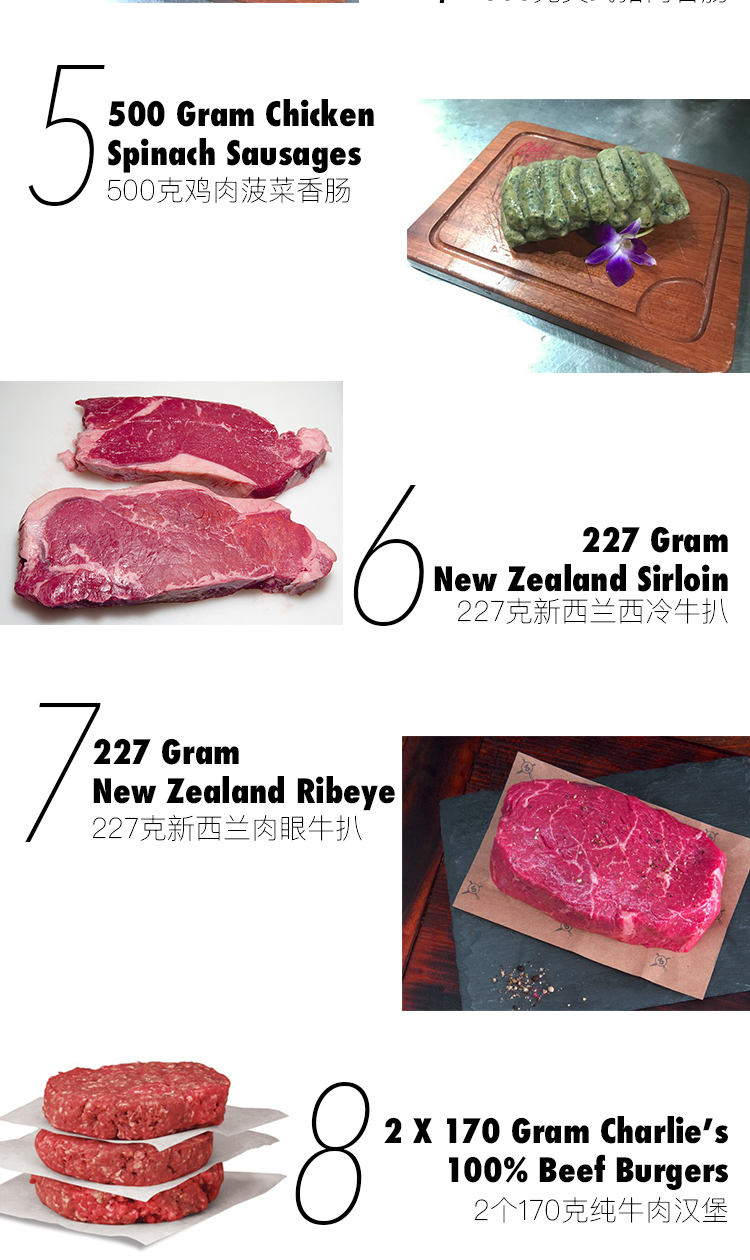 5
500 Gram Chicken
Spinach Sausages
500克鸡肉菠菜香肠
6
227 Gram
New Zealand Sirloin
227克新西兰西冷牛扒
7
227 Gram
New Zealand Ribeye
227克新西兰肉眼牛扒
8
2 X 170 Gram Charlie’s
100% Beef Burgers
2个170克纯牛肉汉堡